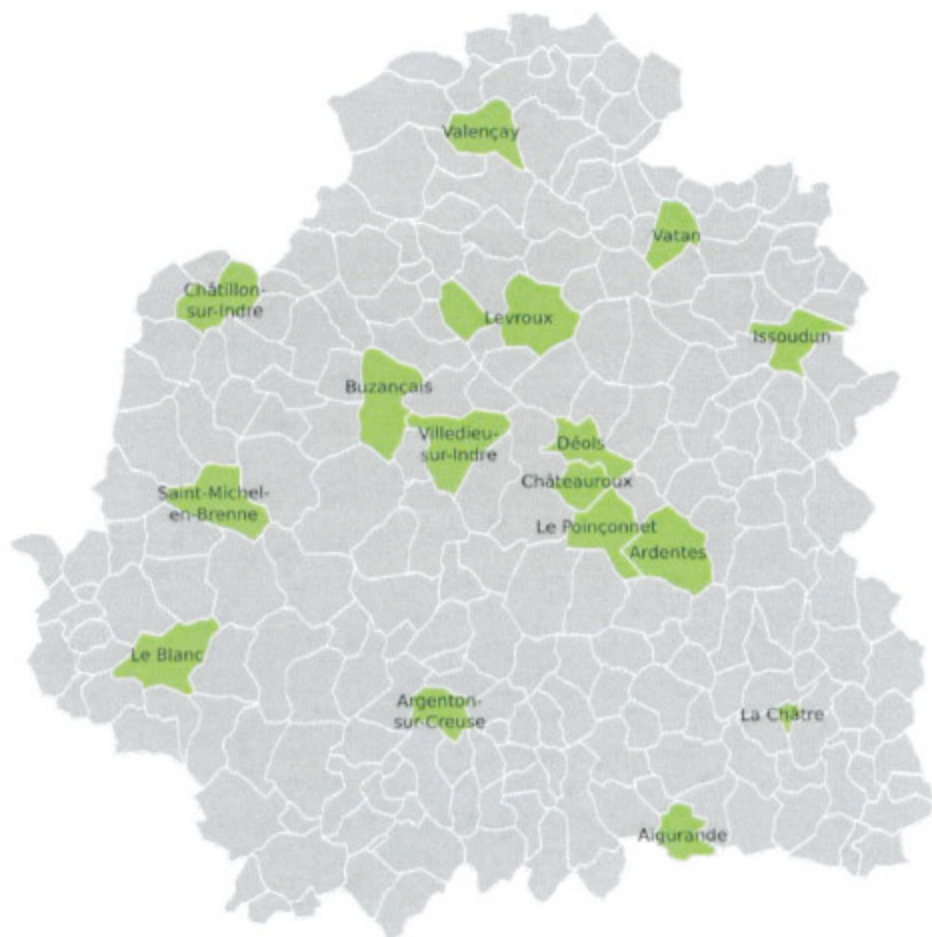 Valençay
Vatan
Châtillon-
sur-Indre
Levroux
Issoudun
Buzançais
Villedieu-
sur-Indre
Déols
Châteauroux
Saint-Michel-
en-Brenne
Le Poinçonnet
Ardentes
Le Blanc
Argenton-
sur-Creuse
La Châtre
Aigurande